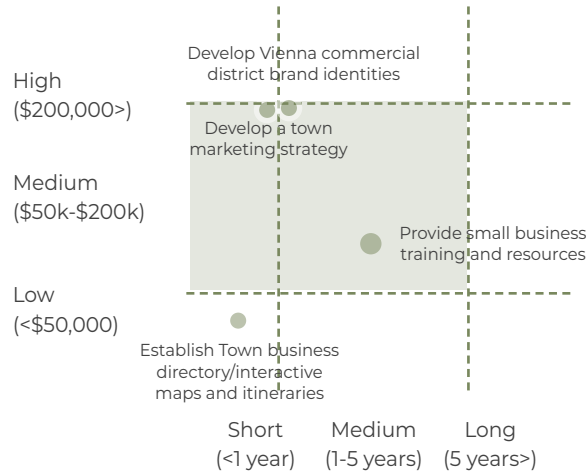 Develop Vienna commercial
district brand identities
High
($200,000>)
Develop a town
marketing strategy
Medium
($50k-$200k)
Provide small business
training and resources
Low
(<$50,000)
Establish Town business
directory/interactive
maps and itineraries
Short
(<1 year)
Medium
(1-5 years)
Long
(5 years>)